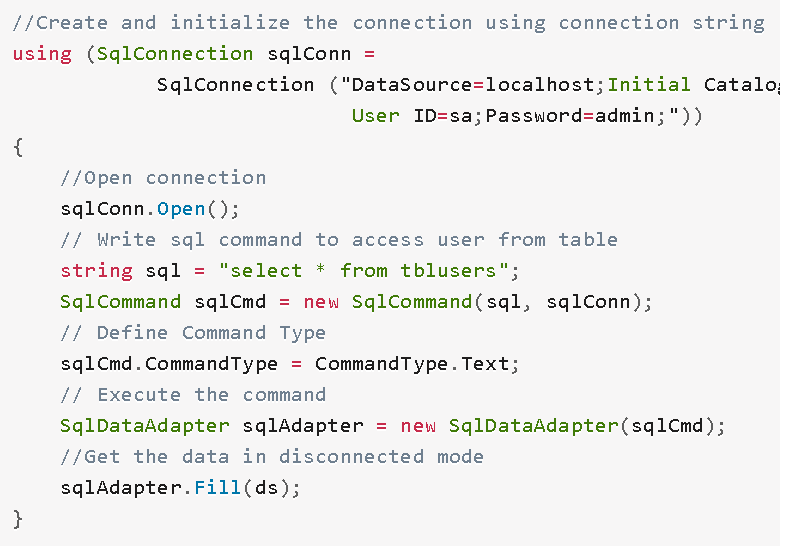 //Create and initialize the connection using connection string
using (SqlConnection sqlConn =
SqlConnection ("DataSource=localhost;Initial
User ID=sa;Password=admin;"))
{
//Open connection
sqlConn.Open();
// Write sql command to access user from table
string sql = "select * from tblusers";
SqlCommand sqlCmd = new SqlCommand(sql, sqlConn);
// Define Command Type
sqlCmd.CommandType = CommandType.Text;
// Execute the command
SqlDataAdapter sqlAdapter = new SqlDataAdapter(sqlCmd);
//Get the data in disconnected mode
sqlAdapter.Fill(ds);
}